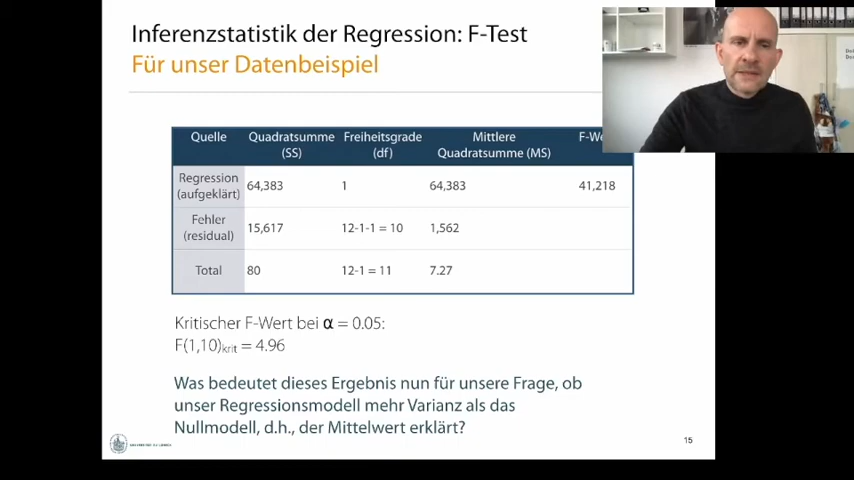 Inferenzstatistik der Regression: F-Test
Für unser Datenbeispiel
Quelle Quadratsumme (SS) Freiheitsgrade (df) Mittlere Quadratsumme (MS) F-We
Regression (aufgeklärt) 64,383 1 64,383 41,218
Fehler (residual) 15,617 12-1-1 = 10 1,562
Total 80 12-1 = 11 7.27
Kritischer F-Wert bei α = 0.05:
F(1,10)krit = 4.96
Was bedeutet dieses Ergebnis nun für unsere Frage, ob
unser Regressionsmodell mehr Varianz als das
Nullmodell, d.h., der Mittelwert erklärt?
15